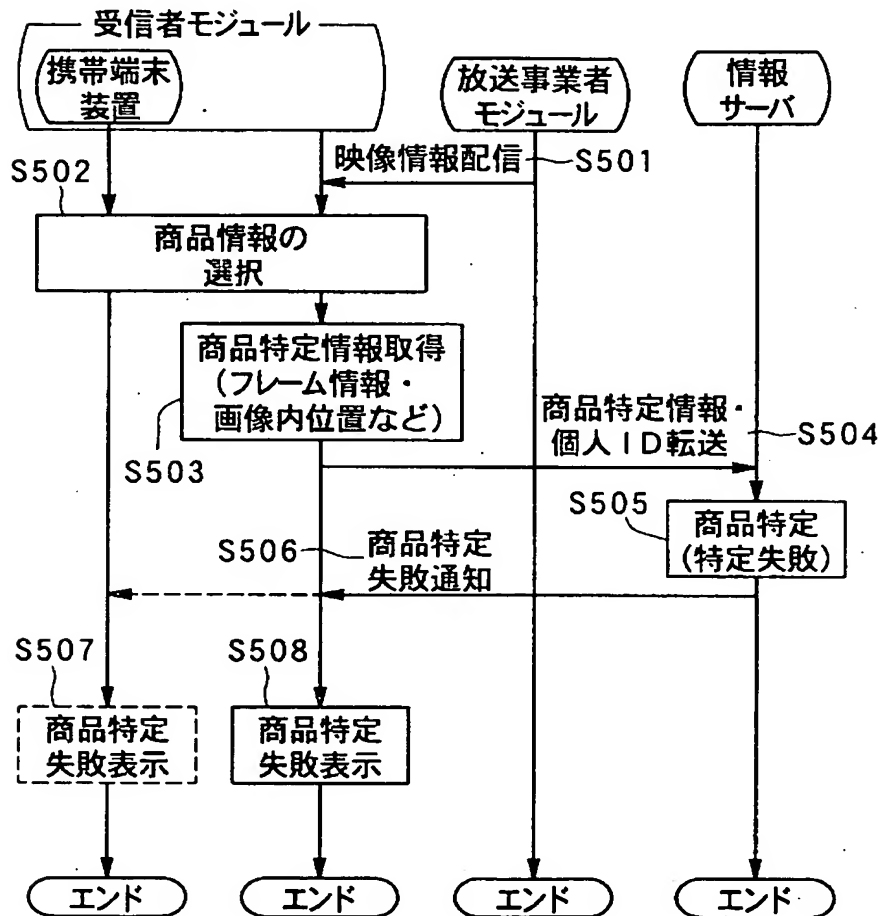 受信者モジュール
携帯端末
装置
放送事業者
モジュール
情報
サーバ
映像情報配信
S501
S502
商品情報の
選択
商品特定情報取得
(フレーム情報・
画像内位置など)
S503
商品特定情報・
個人ID転送
S504
S505
商品特定
(特定失敗)
S506
商品特定
失敗通知
S507
商品特定
失敗表示
S508
商品特定
失敗表示
エンド
エンド
エンド
エンド